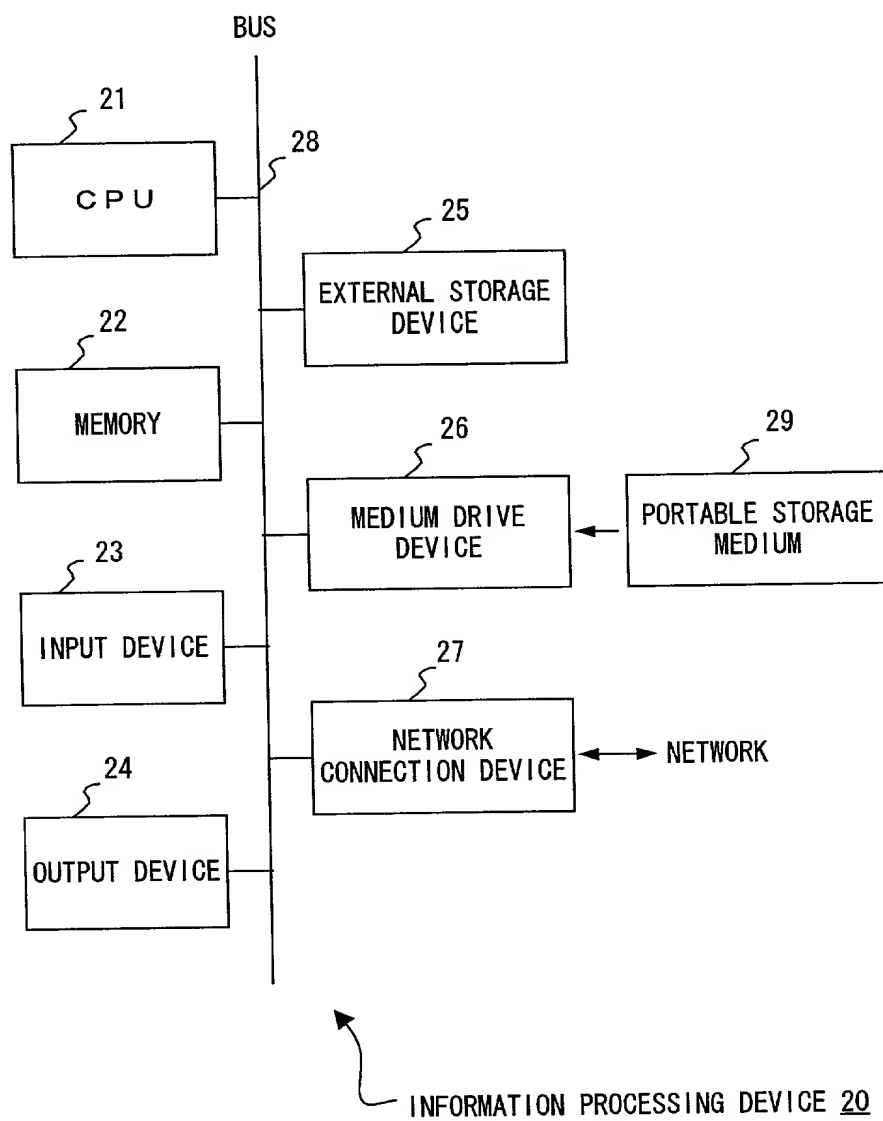 BUS
21
CPU
28
25
EXTERNAL STORAGE
DEVICE
22
MEMORY
26
MEDIUM DRIVE
DEVICE
29
PORTABLE STORAGE
MEDIUM
23
INPUT DEVICE
27
NETWORK
CONNECTION DEVICE
NETWORK
24
OUTPUT DEVICE
INFORMATION PROCESSING DEVICE 20